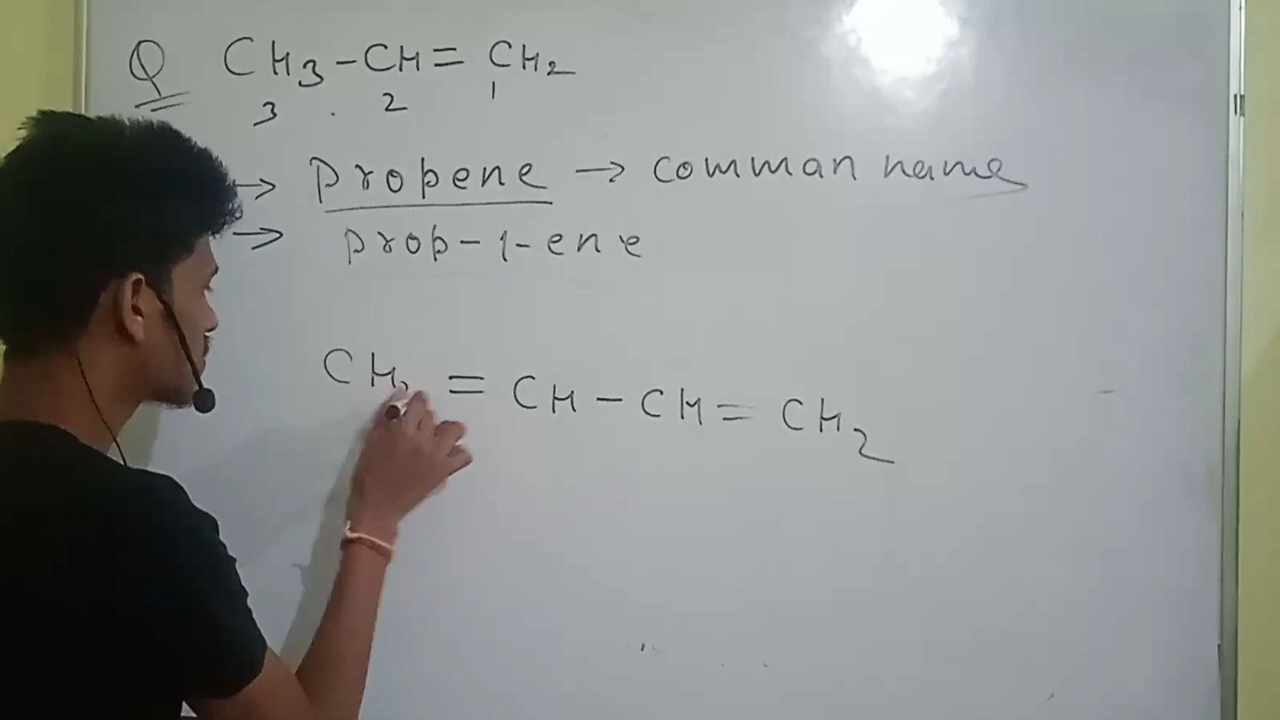 Q CH3-CH=CH2
3 2 1
→ propene → comman name
→ prop-1-ene
CH2=CH-CH=CH2